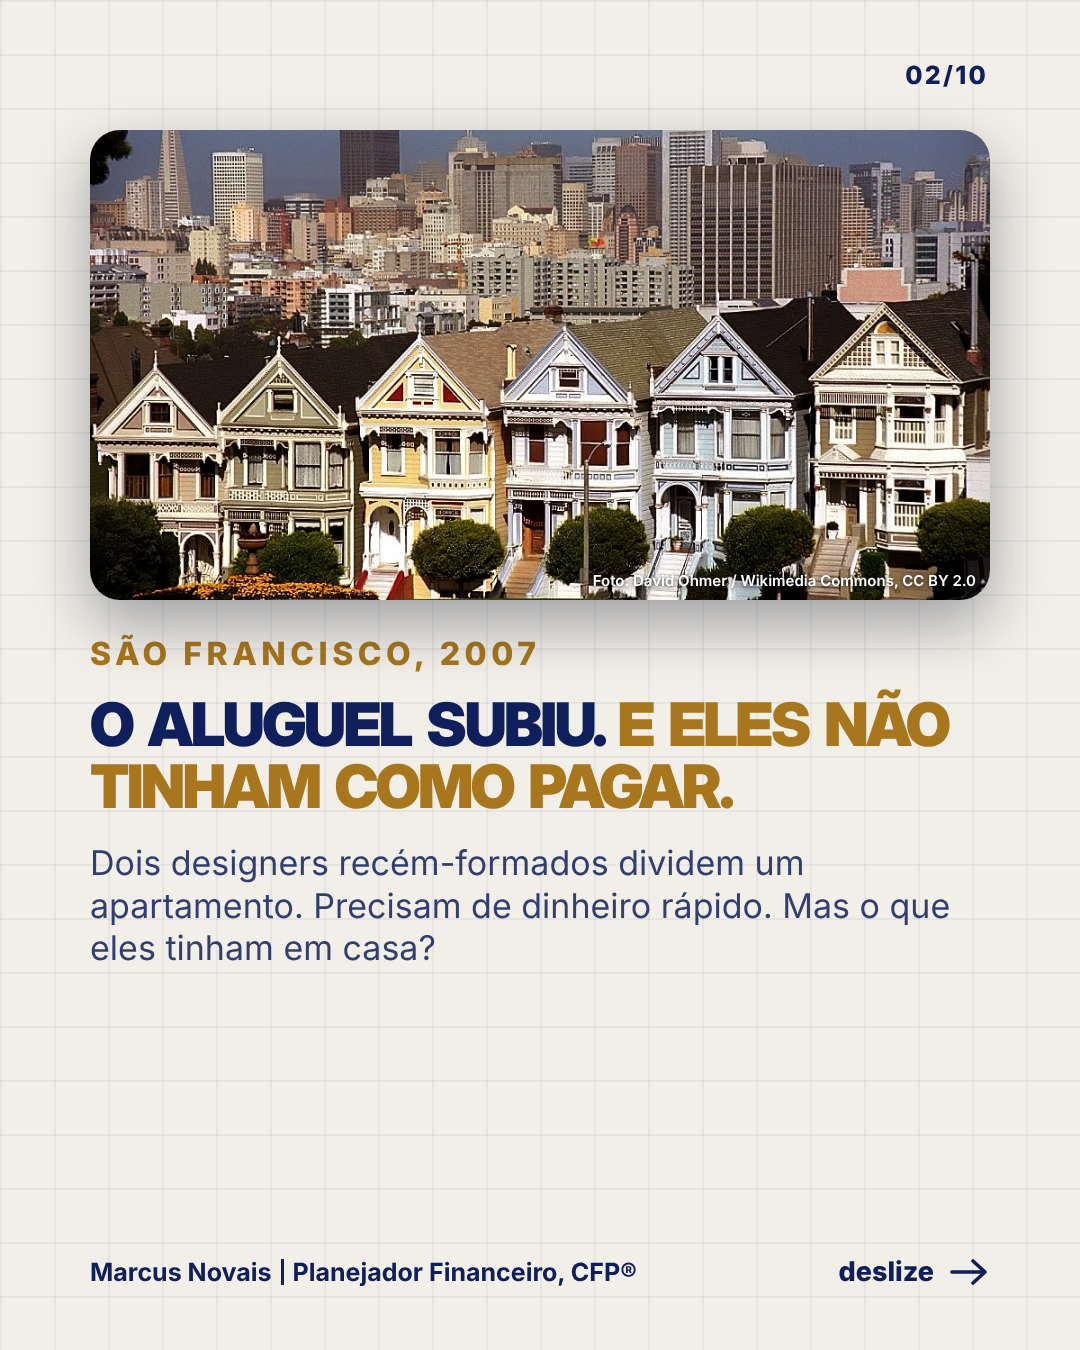 02/10
Foto: David Ohmer / Wikimedia Commons, CC BY 2.0
SÃO FRANCISCO, 2007
O ALUGUEL SUBIU. E ELES NÃO
TINHAM COMO PAGAR.
Dois designers recém-formados dividem um
apartamento. Precisam de dinheiro rápido. Mas o que
eles tinham em casa?
Marcus Novais | Planejador Financeiro, CFP®
deslize →